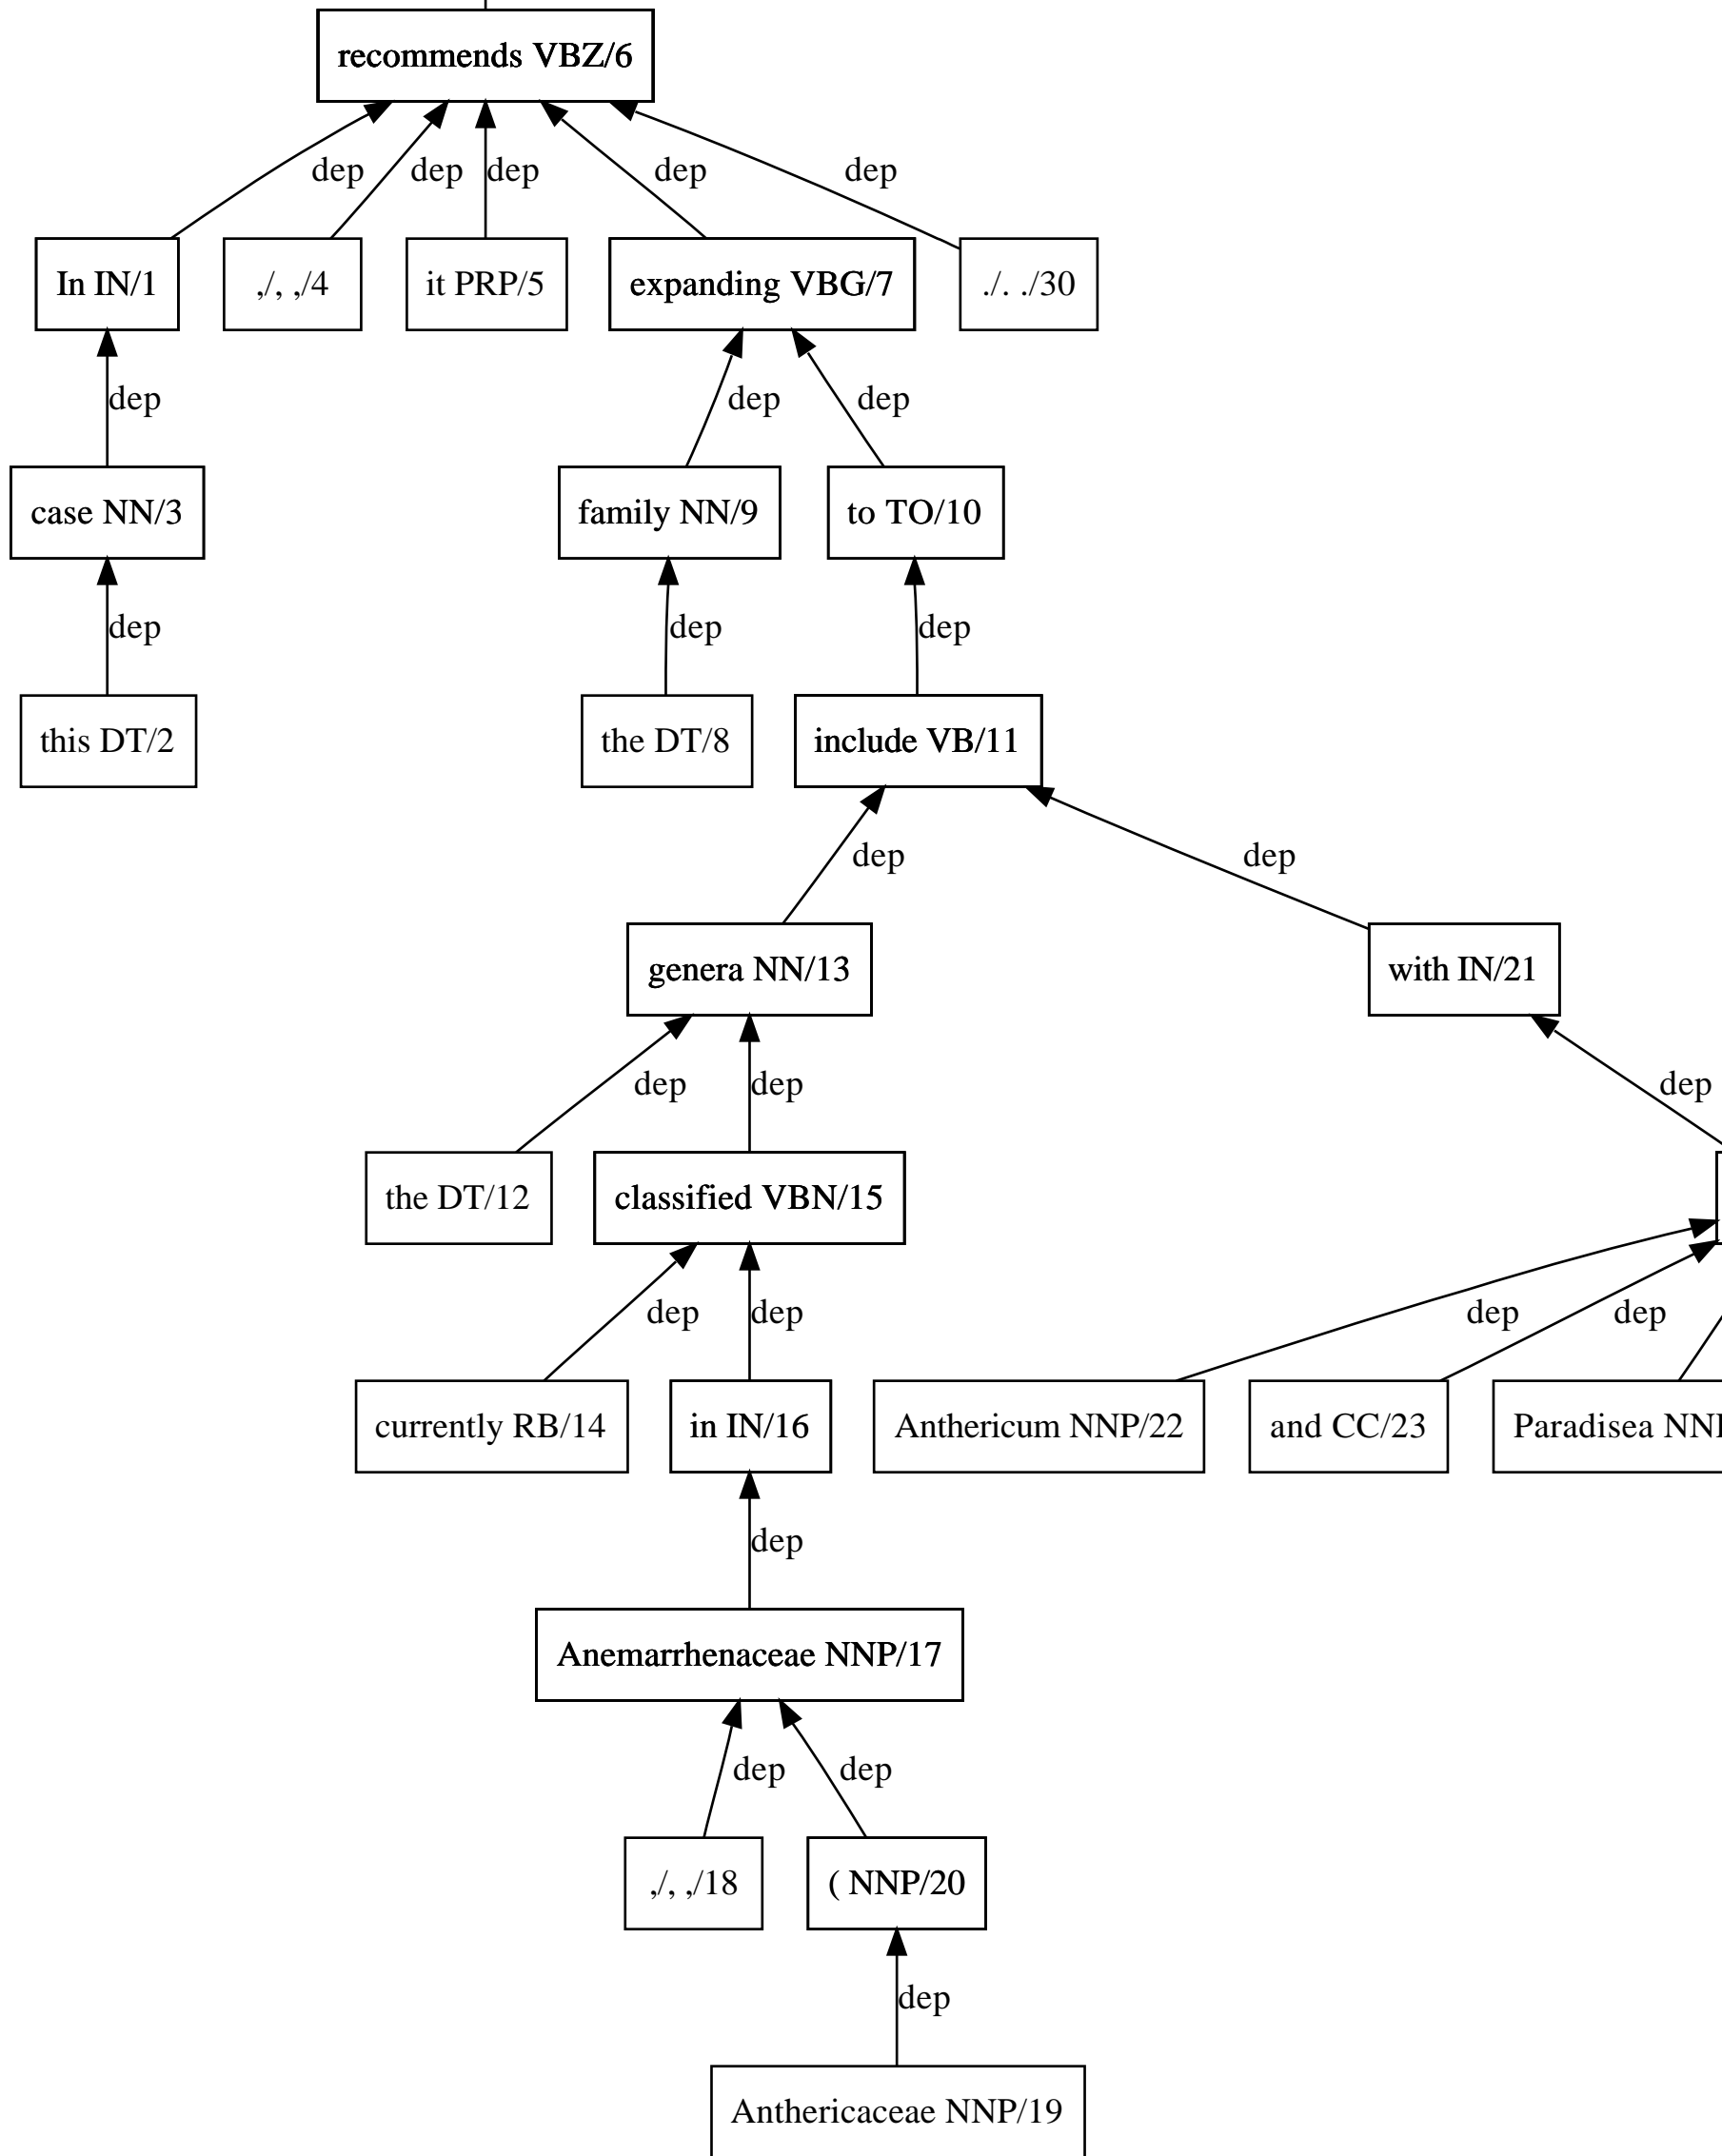 recommends VBZ/6
dep dep dep dep dep
In IN/1 ,/, ,/4 it PRP/5 expanding VBG/7 ./. ./30
dep dep dep
case NN/3 family NN/9 to TO/10
dep dep dep
this DT/2 the DT/8 include VB/11
dep dep
genera NN/13 with IN/21
dep dep dep
the DT/12 classified VBN/15
dep dep dep dep
currently RB/14 in IN/16 Anthericum NNP/22 and CC/23 Paradisea
dep
Anemarrhenaceae NNP/17
dep dep
,/, ,/18 ( NNP/20
dep
Anthericaceae NNP/19